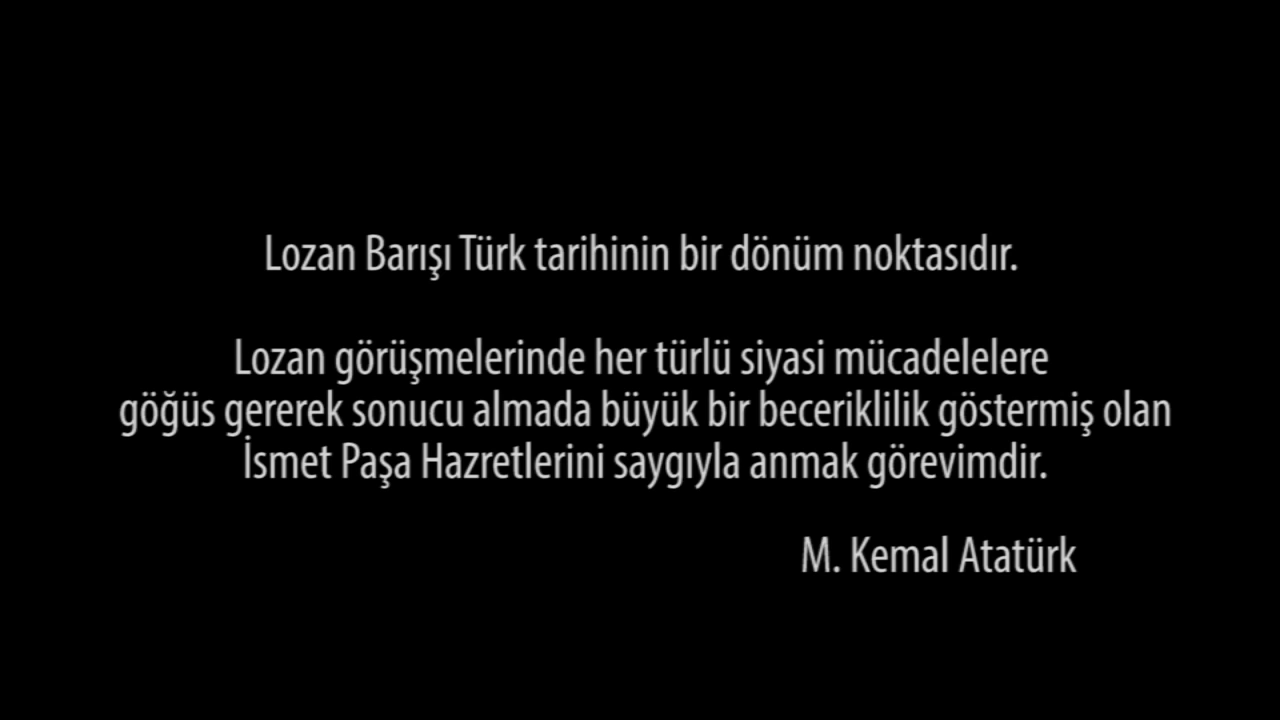 Lozan Barışı Türk tarihinin bir dönüm noktasıdır.
Lozan görüşmelerinde her türlü siyasi mücadelelere
göğüs gererek sonucu almada büyük bir beceriklilik göstermiş olan
İsmet Paşa Hazretlerini saygıyla anmak görevimdir.
M. Kemal Atatürk